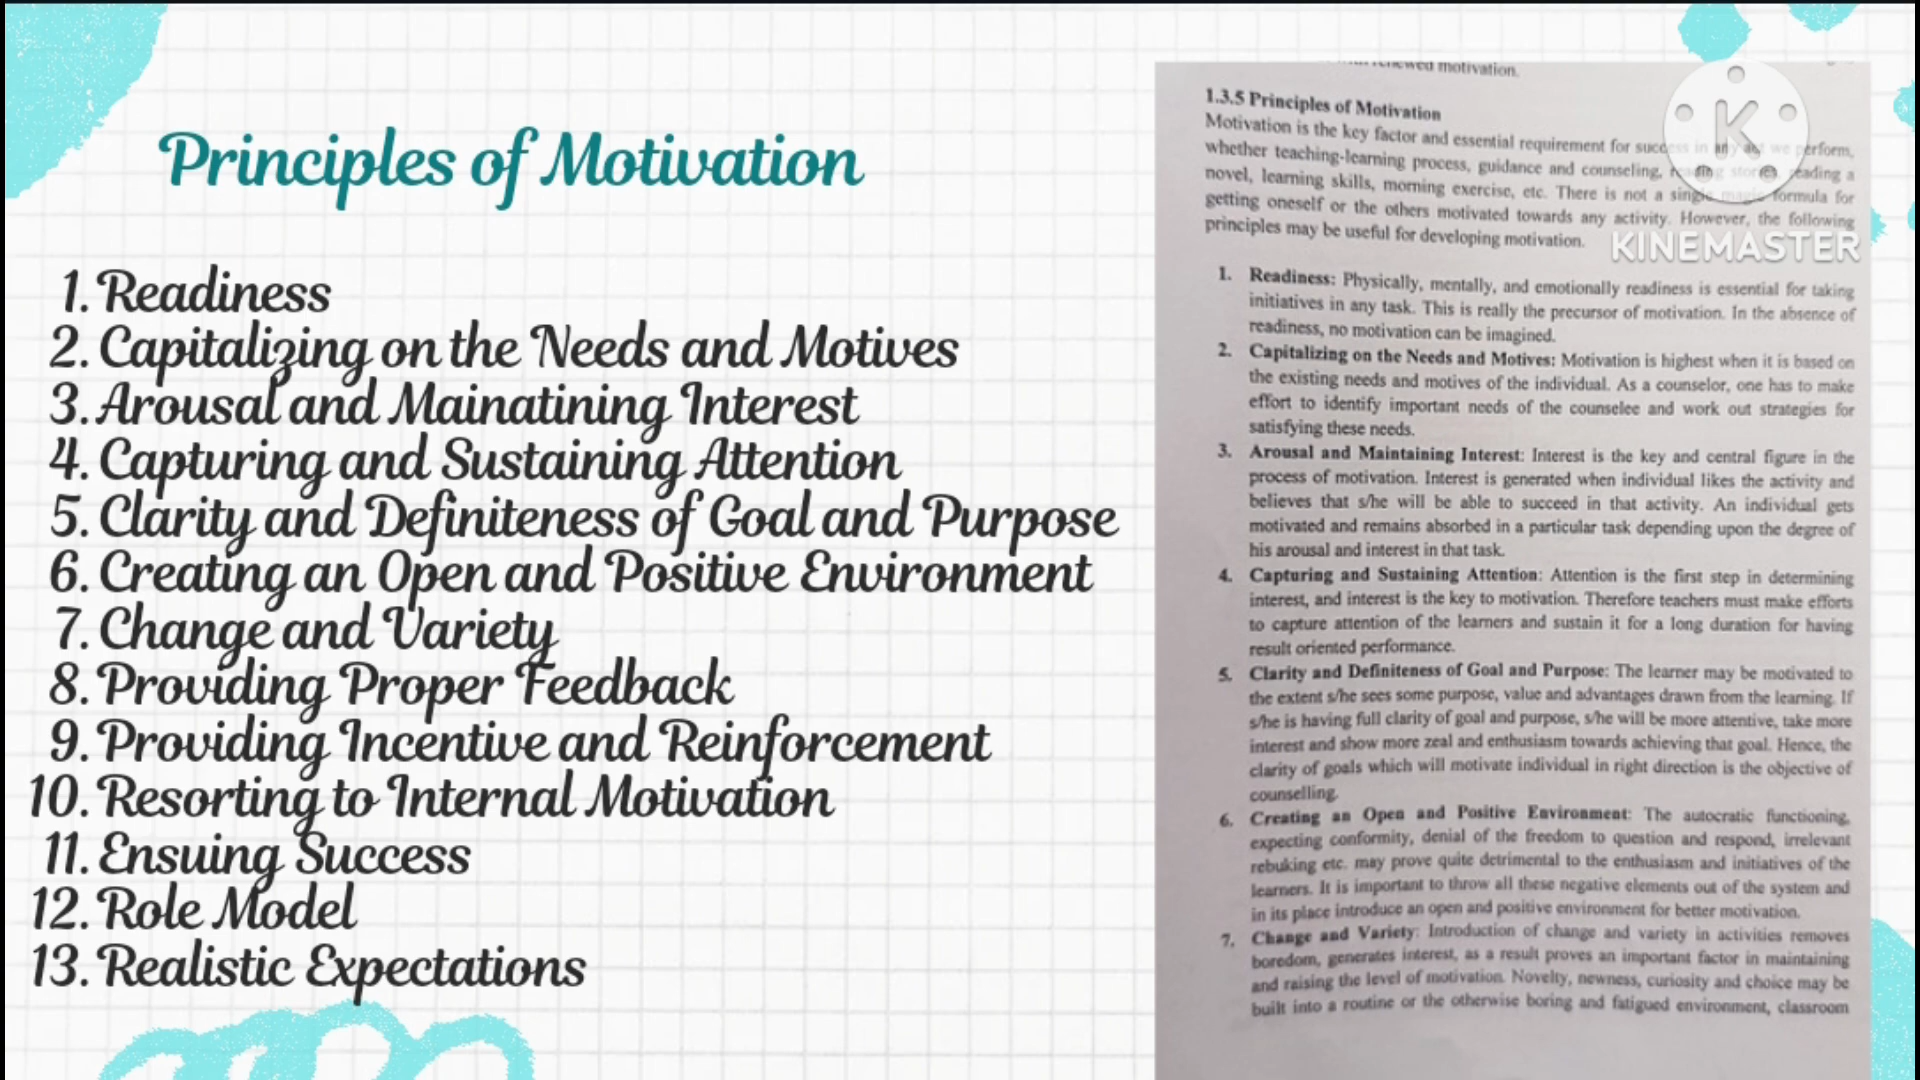 Principles of Motivation
1. Readiness
2. Capitalizing on the Needs and Motives
3. Arousal and Mainatining Interest
4. Capturing and Sustaining Attention
5. Clarity and Definiteness of Goal and Purpose
6. Creating an Open and Positive Environment
7. Change and Variety
8. Providing Proper Feedback
9. Providing Incentive and Reinforcement
10. Resorting to Internal Motivation
11. Ensuing Success
12. Role Model
13. Realistic Expectations
renewed motivation.
1.3.5 Principles of Motivation
Motivation is the key factor and essential requirement for success in any act we perform,
whether teaching-learning process, guidance and counseling, reading stories, reading a
novel, learning skills, morning exercise, etc. There is not a single magic formula for
getting oneself or the others motivated towards any activity. However, the following
principles may be useful for developing motivation.
K
KINEMASTER
1. Readiness: Physically, mentally, and emotionally readiness is essential for taking
initiatives in any task. This is really the precursor of motivation. In the absence of
readiness, no motivation can be imagined.
2. Capitalizing on the Needs and Motives: Motivation is highest when it is based on
the existing needs and motives of the individual. As a counselor, one has to make
effort to identify important needs of the counselee and work out strategies for
satisfying these needs.
3. Arousal and Maintaining Interest: Interest is the key and central figure in the
process of motivation. Interest is generated when individual likes the activity and
believes that s/he will be able to succeed in that activity. An individual gets
motivated and remains absorbed in a particular task depending upon the degree of
his arousal and interest in that task.
4. Capturing and Sustaining Attention: Attention is the first step in determining
interest, and interest is the key to motivation. Therefore teachers must make efforts
to capture attention of the learners and sustain it for a long duration for having
result oriented performance.
5. Clarity and Definiteness of Goal and Purpose: The learner may be motivated to
the extent s/he sees some purpose, value and advantages drawn from the learning. If
s/he is having full clarity of goal and purpose, s/he will be more attentive, take more
interest and show more zeal and enthusiasm towards achieving that goal. Hence, the
clarity of goals which will motivate individual in right direction is the objective of
counselling.
6. Creating an Open and Positive Environment: The autocratic functioning,
expecting conformity, denial of the freedom to question and respond, irrelevant
rebuking etc. may prove quite detrimental to the enthusiasm and initiatives of the
learners. It is important to throw all these negative elements out of the system and
in its place introduce an open and positive environment for better motivation.
7. Change and Variety: Introduction of change and variety in activities removes
boredom, generates interest, as a result proves an important factor in maintaining
and raising the level of motivation. Novelty, newness, curiosity and choice may be
built into a routine or the otherwise boring and fatigued environment, classroom